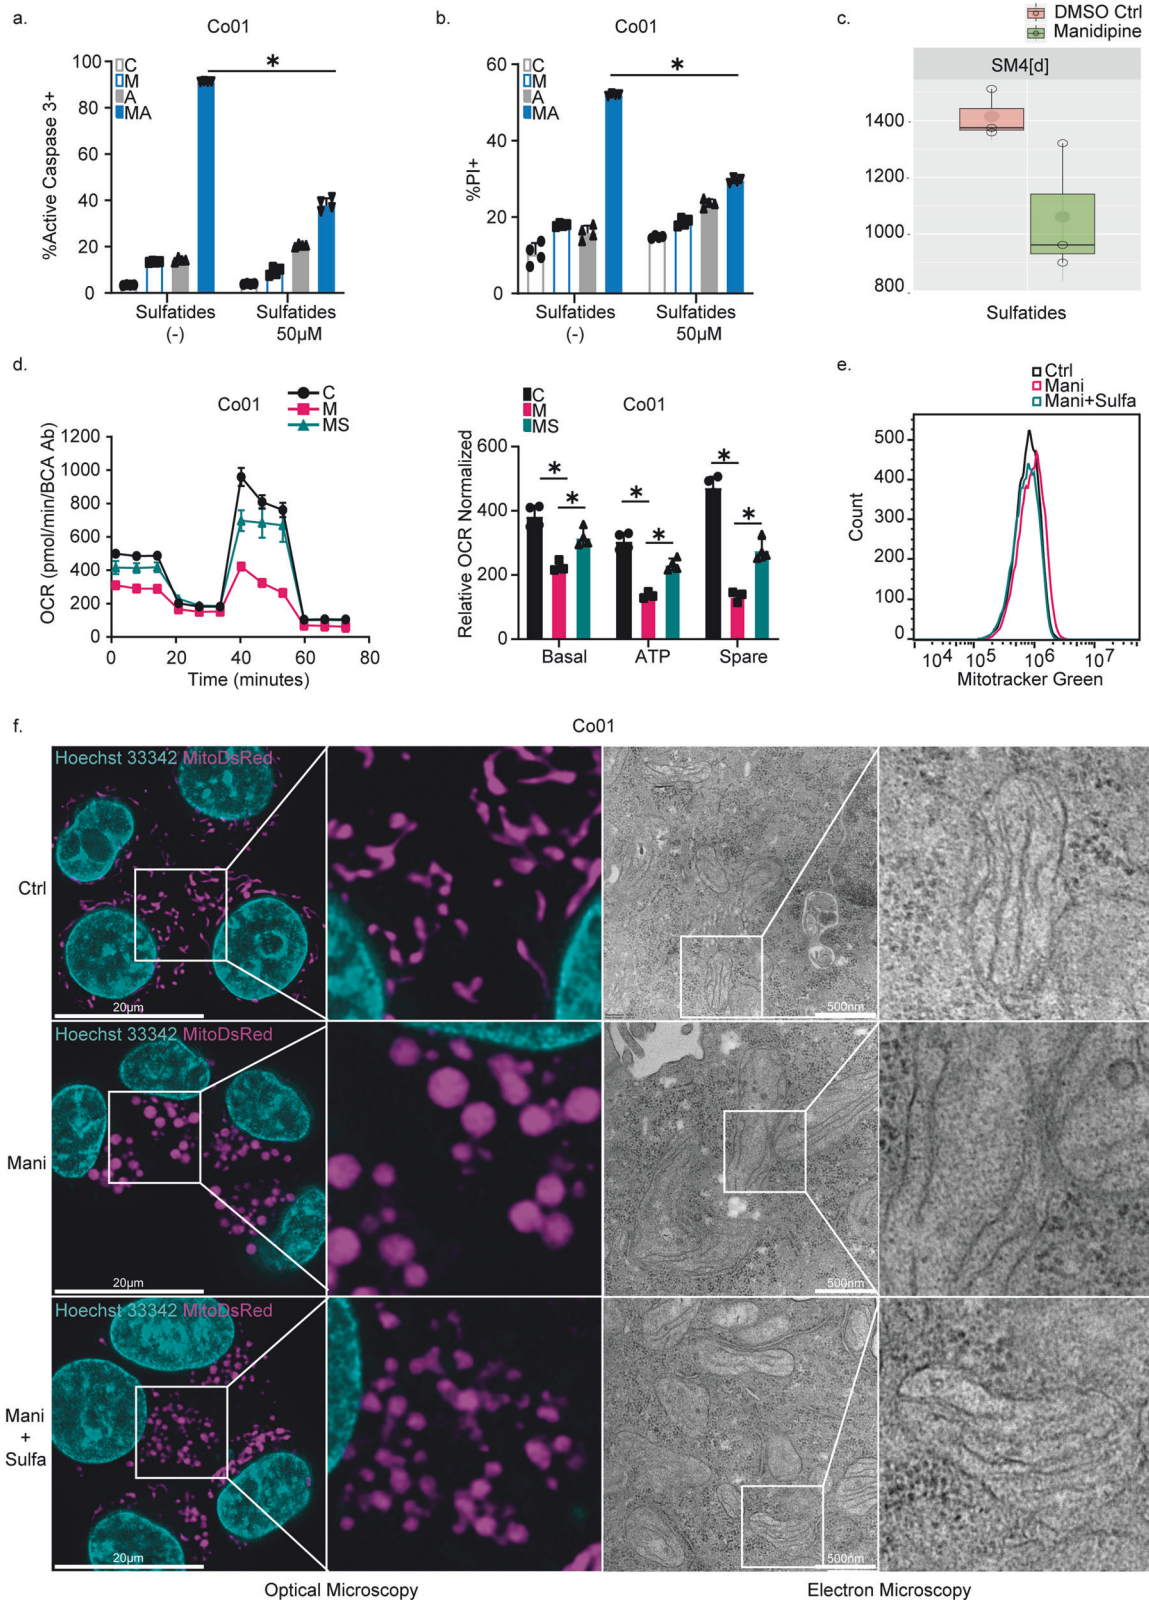 a.
Co01
C
M
A
MA
*
%Active Caspase 3+
100
80
60
40
20
0
Sulfatides
(-)
Sulfatides
50µM
b.
Co01
C
M
A
MA
*
%PI+
60
40
20
0
Sulfatides
(-)
Sulfatides
50µM
c.
DMSO Ctrl
Manidipine
SM4[d]
1400
1200
1000
800
Sulfatides
d.
Co01
C
M
MS
OCR (pmol/min/BCA Ab)
1200
1000
800
600
400
200
0
0 20 40 60 80
Time (minutes)
C
M
MS
Co01
Relative OCR Normalized
600
400
200
0
* * * * * *
Basal ATP Spare
e.
Ctrl
Mani
Mani+Sulfa
Count
500
400
300
200
100
0
10⁴ 10⁵ 10⁶ 10⁷
Mitotracker Green
f.
Co01
Ctrl
Hoechst 33342 MitoDsRed
20µm
500nm
Mani
Hoechst 33342 MitoDsRed
20µm
500nm
Mani
+
Sulfa
Hoechst 33342 MitoDsRed
20µm
500nm
Optical Microscopy
Electron Microscopy